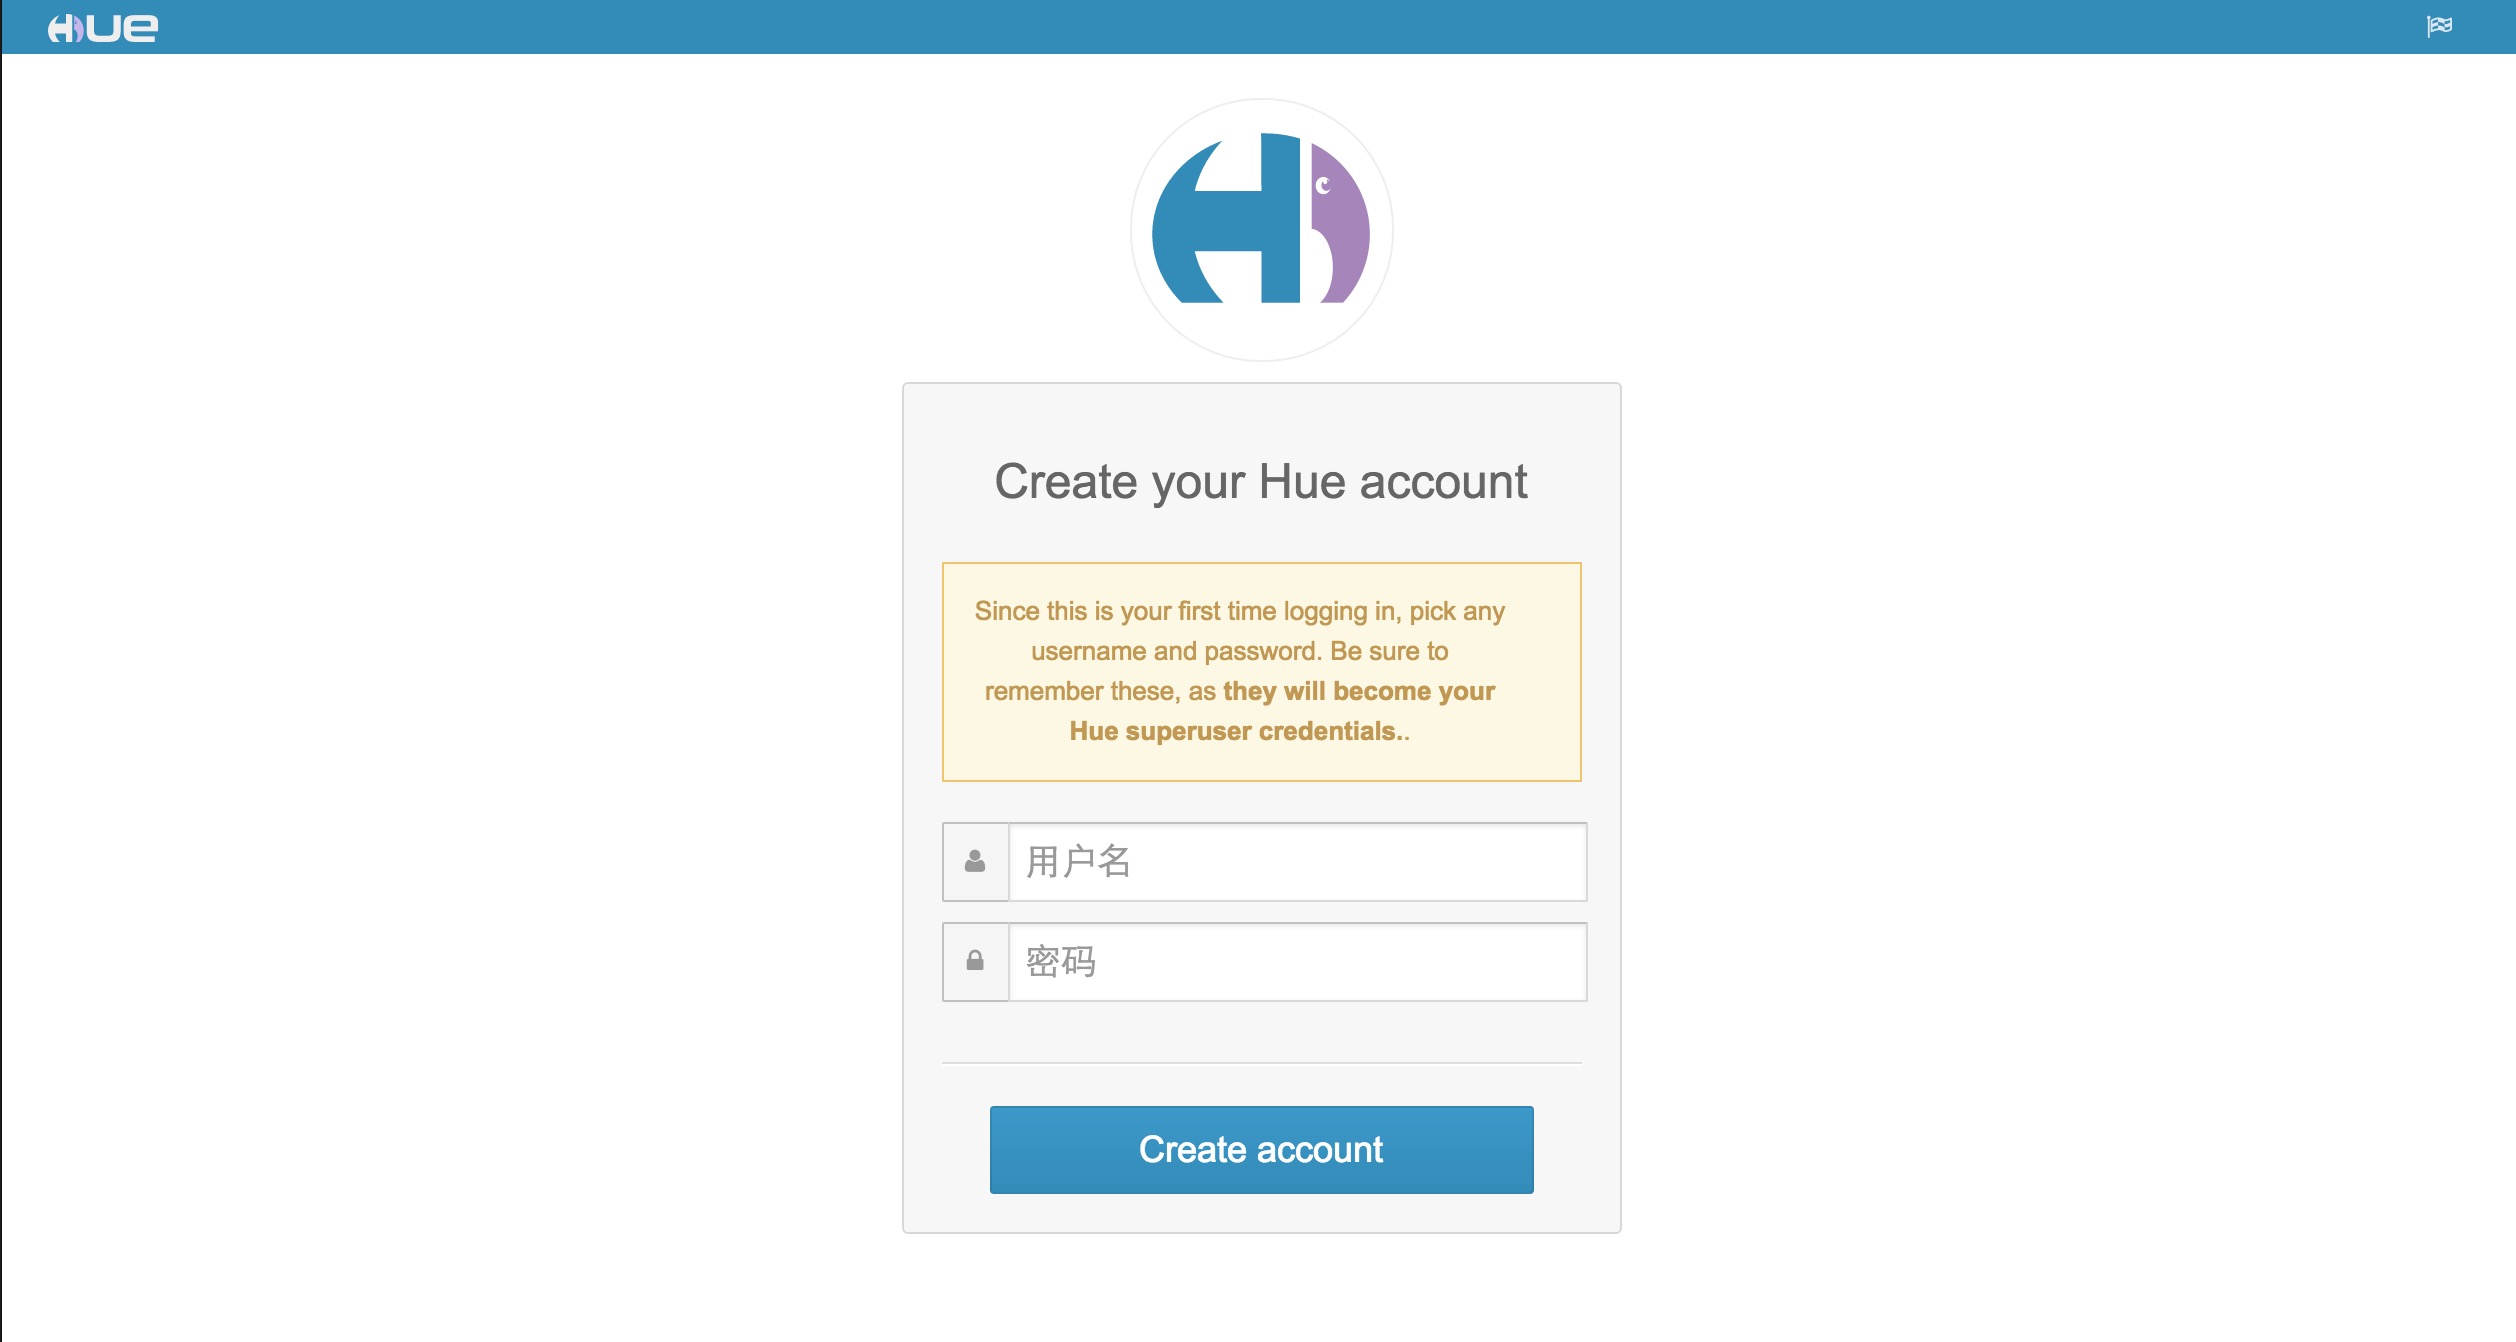 HUE
Create your Hue account
Since this is your first time logging in, pick any
username and password. Be sure to
remember these, as they will become your
Hue superuser credentials..
用户名
密码
Create account